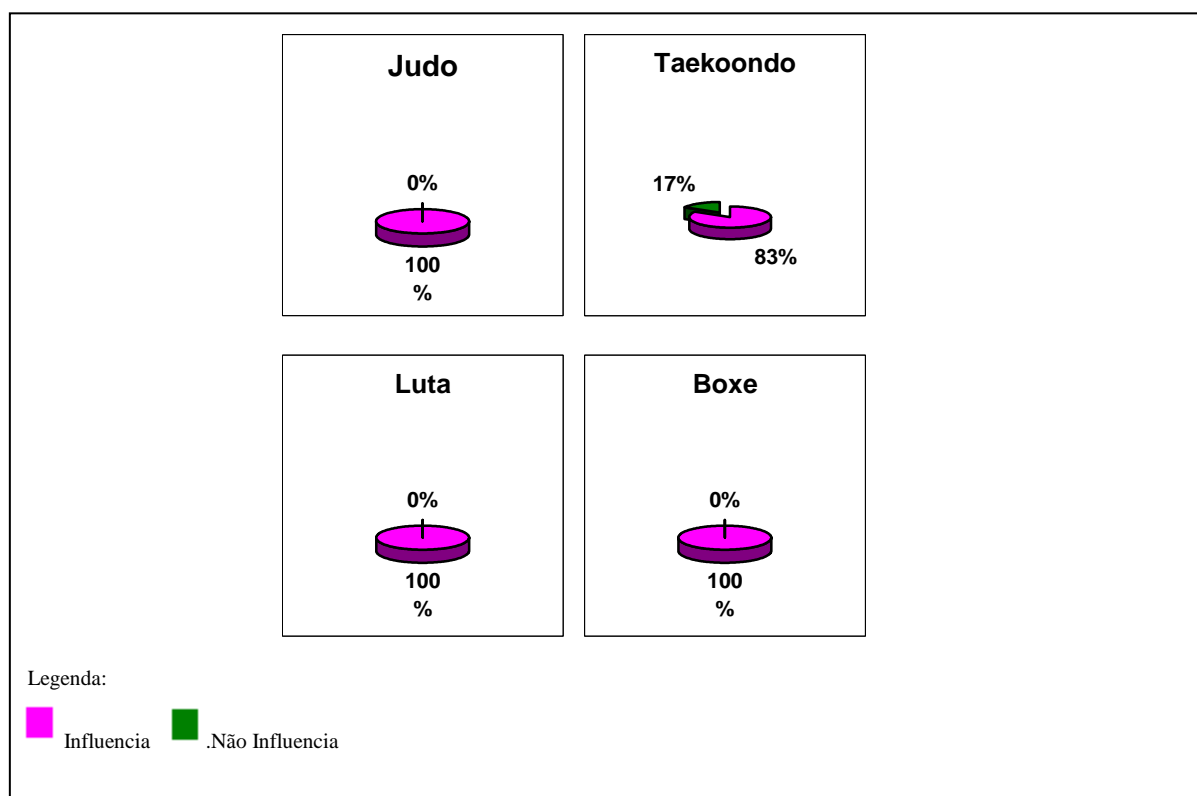 Judo
0%
100
%
Taekoondo
17%
83%
Luta
0%
100
%
Boxe
0%
100
%
Legenda:
Influencia .Não Influencia